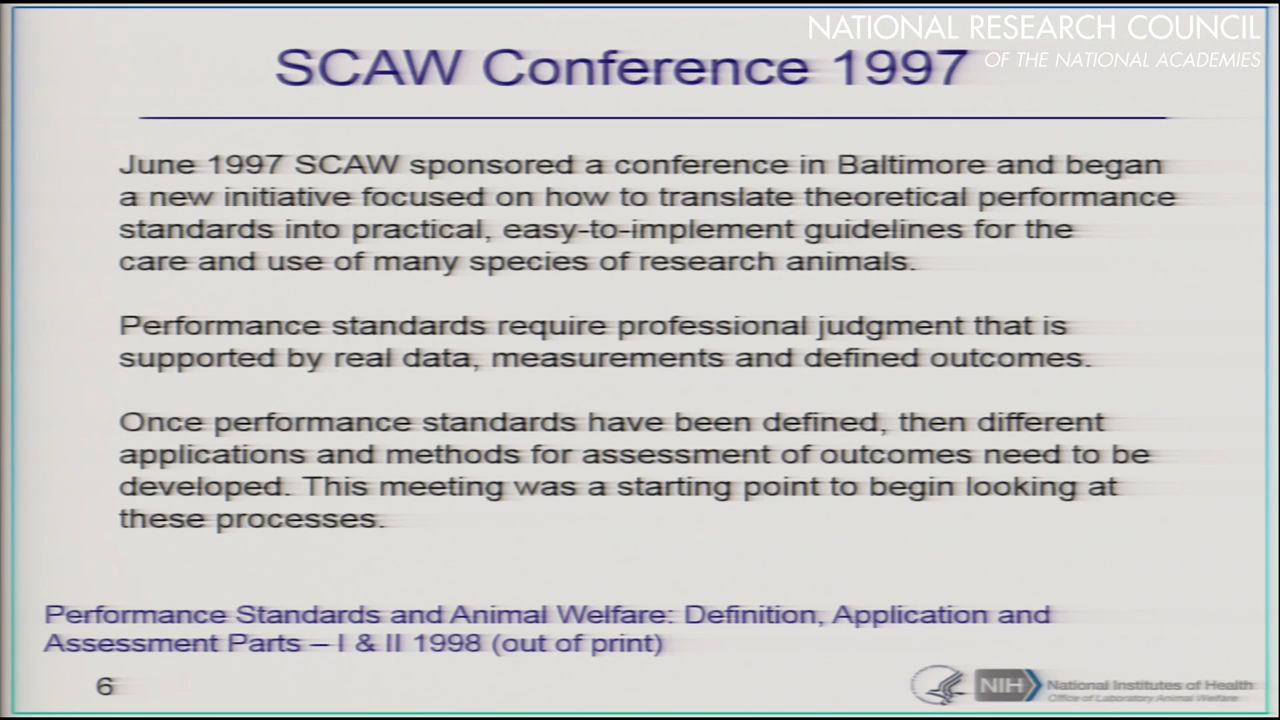 NATIONAL RESEARCH COUNCIL
OF THE NATIONAL ACADEMIES
SCAW Conference 1997
June 1997 SCAW sponsored a conference in Baltimore and began
a new initiative focused on how to translate theoretical performance
standards into practical, easy-to-implement guidelines for the
care and use of many species of research animals.
Performance standards require professional judgment that is
supported by real data, measurements and defined outcomes.
Once performance standards have been defined, then different
applications and methods for assessment of outcomes need to be
developed. This meeting was a starting point to begin looking at
these processes.
Performance Standards and Animal Welfare: Definition, Application and
Assessment Parts – I & II 1998 (out of print)
6
NIH National Institutes of Health
Office of Laboratory Animal Welfare